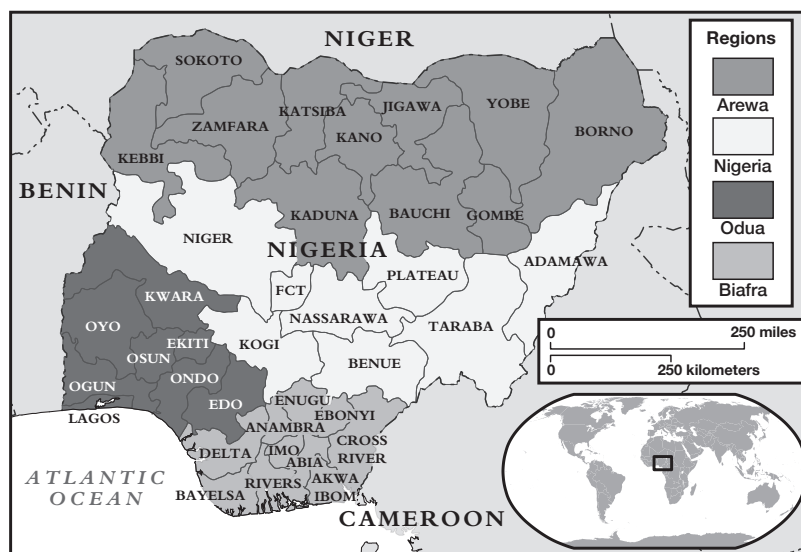 NIGER
Regions
Arewa
Nigeria
Odua
Biafra
SOKOTO
KATSIBA
JIGAWA
YOBE
BORNO
ZAMFARA
KANO
KEBBI
BENIN
KADUNA
BAUCHI
GOMBE
NIGER
NIGERIA
PLATEAU
ADAMAWA
FCT
KWARA
NASSARAWA
TARABA
OYO
EKITI
KOGI
OSUN
BENUE
OGUN
ONDO
EDO
LAGOS
ENUGU
EBONYI
ANAMBRA
CROSS
RIVER
DELTA
IMO
ABIA
AKWA
IBOM
BAYELSA
RIVERS
ATLANTIC
OCEAN
CAMEROON
0 250 miles
0 250 kilometers